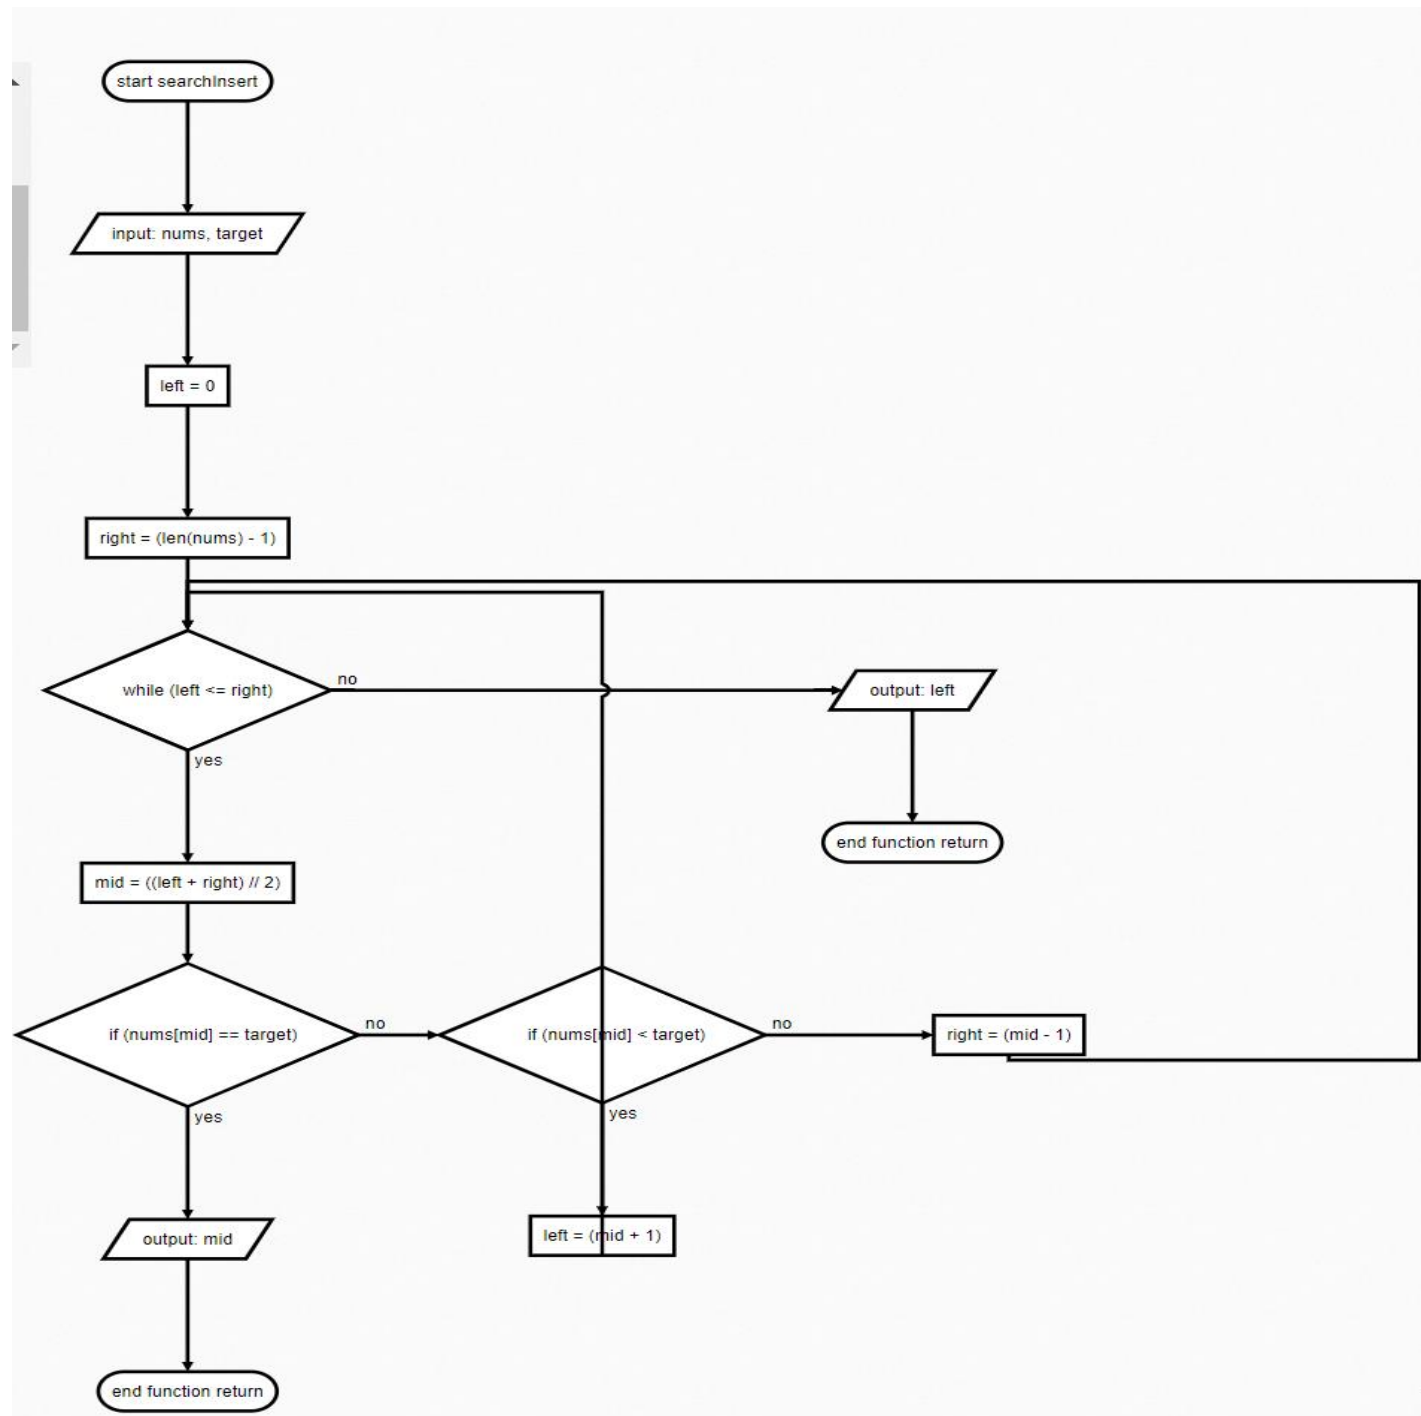 start searchInsert
input: nums, target
left = 0
right = (len(nums) - 1)
while (left <= right)
no
output: left
yes
end function return
mid = ((left + right) // 2)
if (nums[mid] == target)
no
if (nums[mid] < target)
no
right = (mid - 1)
yes
yes
output: mid
left = (mid + 1)
end function return